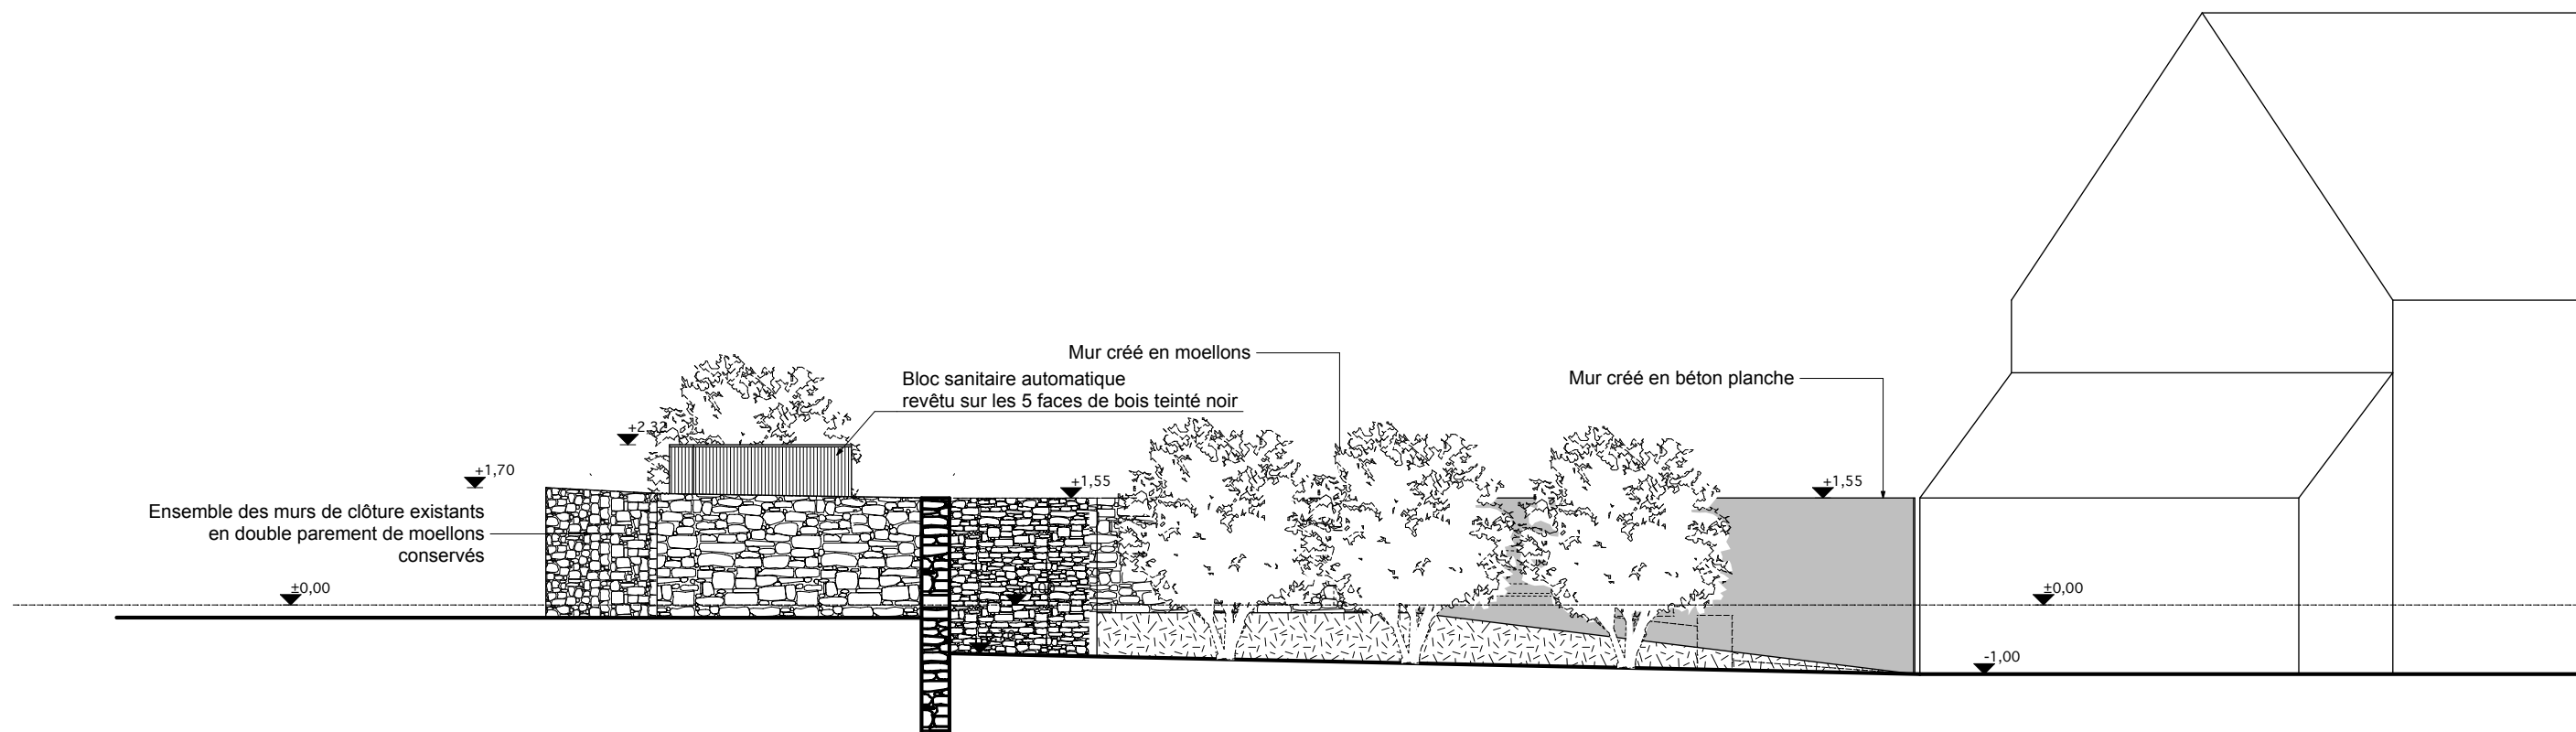 Mur créé en moellons
Bloc sanitaire automatique
revêtu sur les 5 faces de bois teinté noir
Mur créé en béton planche
+2,32
+1,70
+1,55
+1,55
Ensemble des murs de clôture existants
en double parement de moellons
conservés
±0,00
±0,00
-1,00